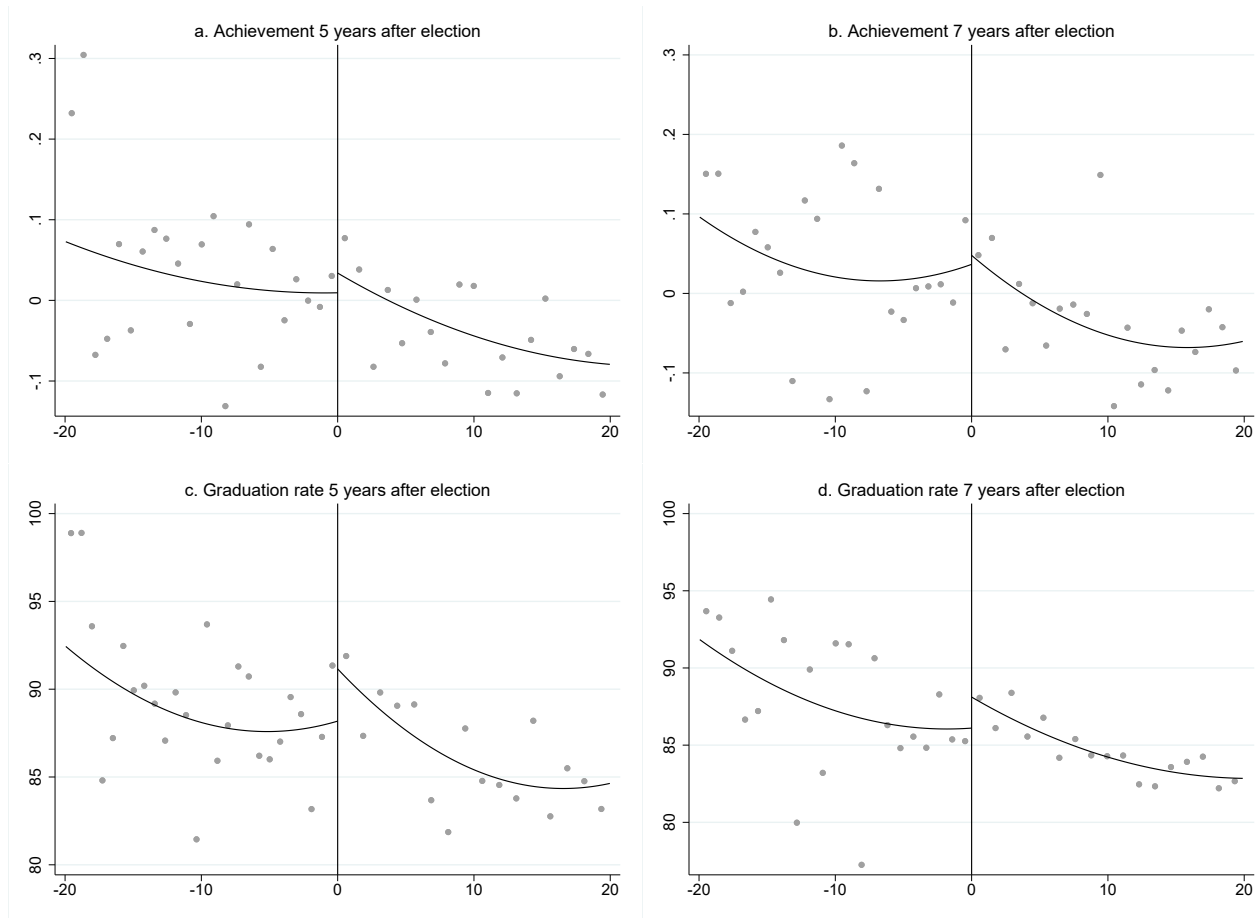 a. Achievement 5 years after election
.3
.2
.1
0
-.1
-20 -10 0 10 20
b. Achievement 7 years after election
.3
.2
.1
0
-.1
-20 -10 0 10 20
c. Graduation rate 5 years after election
100
95
90
85
80
-20 -10 0 10 20
d. Graduation rate 7 years after election
100
95
90
85
80
-20 -10 0 10 20